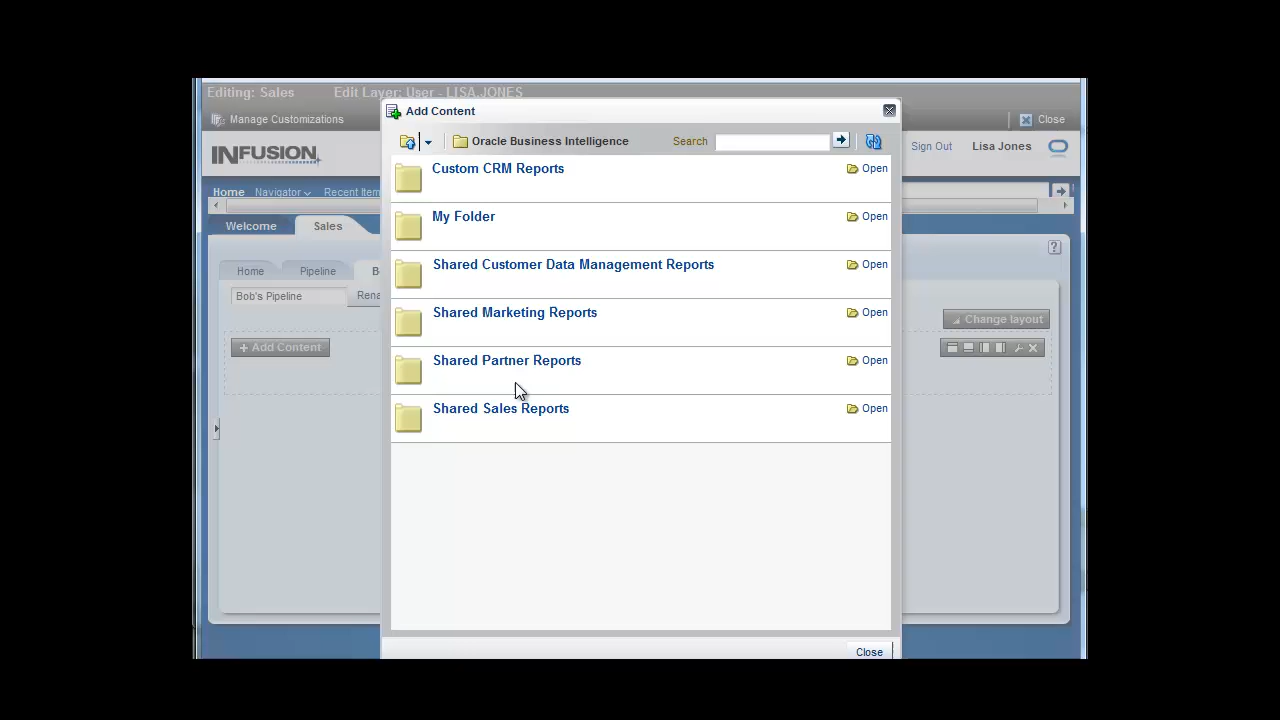 Editing: Sales Edit Layer: User - LISA.JONES
Manage Customizations Close
INFUSION Sign Out Lisa Jones
Home Navigator Recent Item
Welcome Sales
Home Pipeline B
Bob's Pipeline Rena
Change layout
+ Add Content
Add Content
Oracle Business Intelligence Search
Custom CRM Reports Open
My Folder Open
Shared Customer Data Management Reports Open
Shared Marketing Reports Open
Shared Partner Reports Open
Shared Sales Reports Open
Close